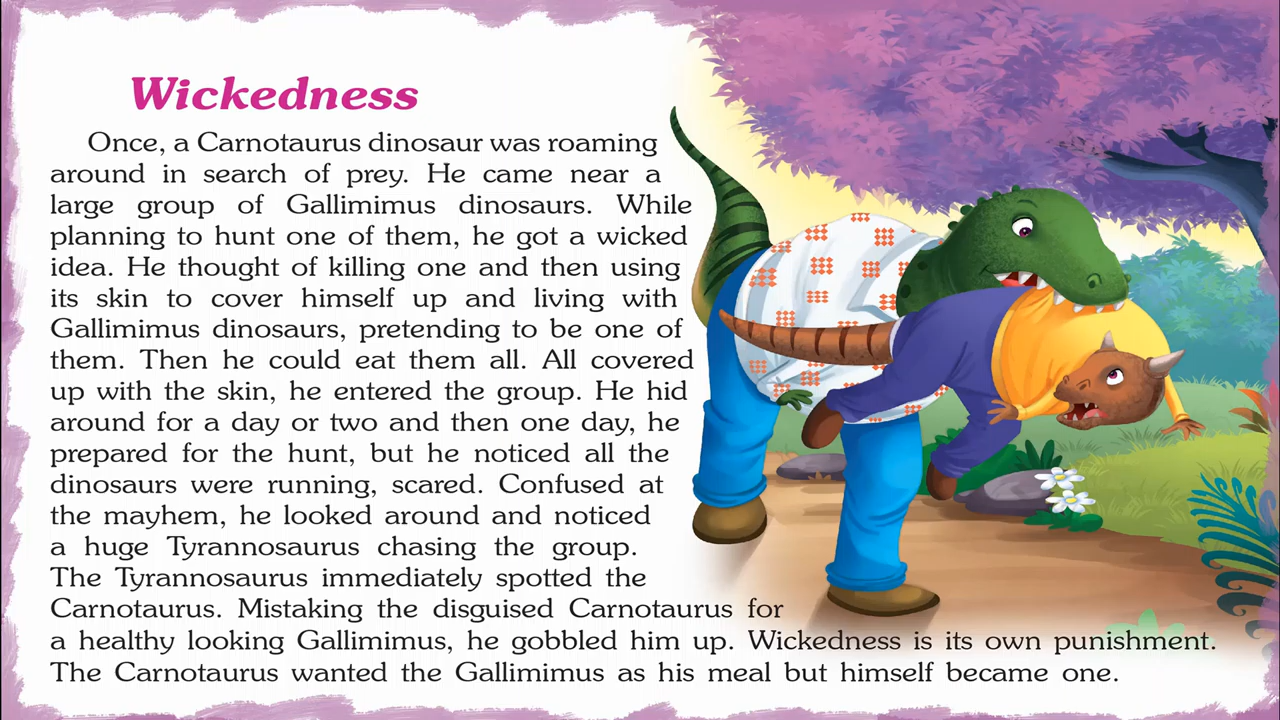 Wickedness
Once, a Carnotaurus dinosaur was roaming
around in search of prey. He came near a
large group of Gallimimus dinosaurs. While
planning to hunt one of them, he got a wicked
idea. He thought of killing one and then using
its skin to cover himself up and living with
Gallimimus dinosaurs, pretending to be one of
them. Then he could eat them all. All covered
up with the skin, he entered the group. He hid
around for a day or two and then one day, he
prepared for the hunt, but he noticed all the
dinosaurs were running, scared. Confused at
the mayhem, he looked around and noticed
a huge Tyrannosaurus chasing the group.
The Tyrannosaurus immediately spotted the
Carnotaurus. Mistaking the disguised Carnotaurus for
a healthy looking Gallimimus, he gobbled him up. Wickedness is its own punishment.
The Carnotaurus wanted the Gallimimus as his meal but himself became one.